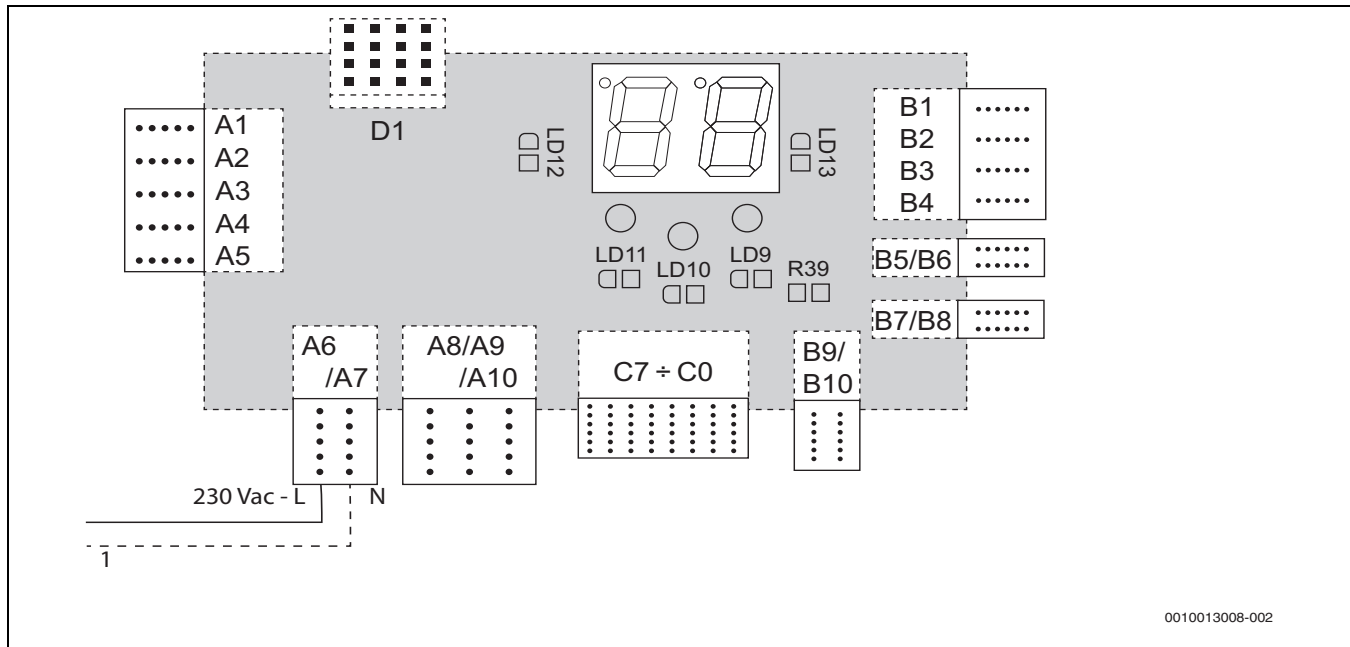 D1
A1
A2
A3
A4
A5
LD12
LD13
B1
B2
B3
B4
LD11
LD10
LD9
R39
B5/B6
B7/B8
A6
/A7
A8/A9
/A10
C7 ÷ C0
B9/
B10
230 Vac - L
N
1
0010013008-002